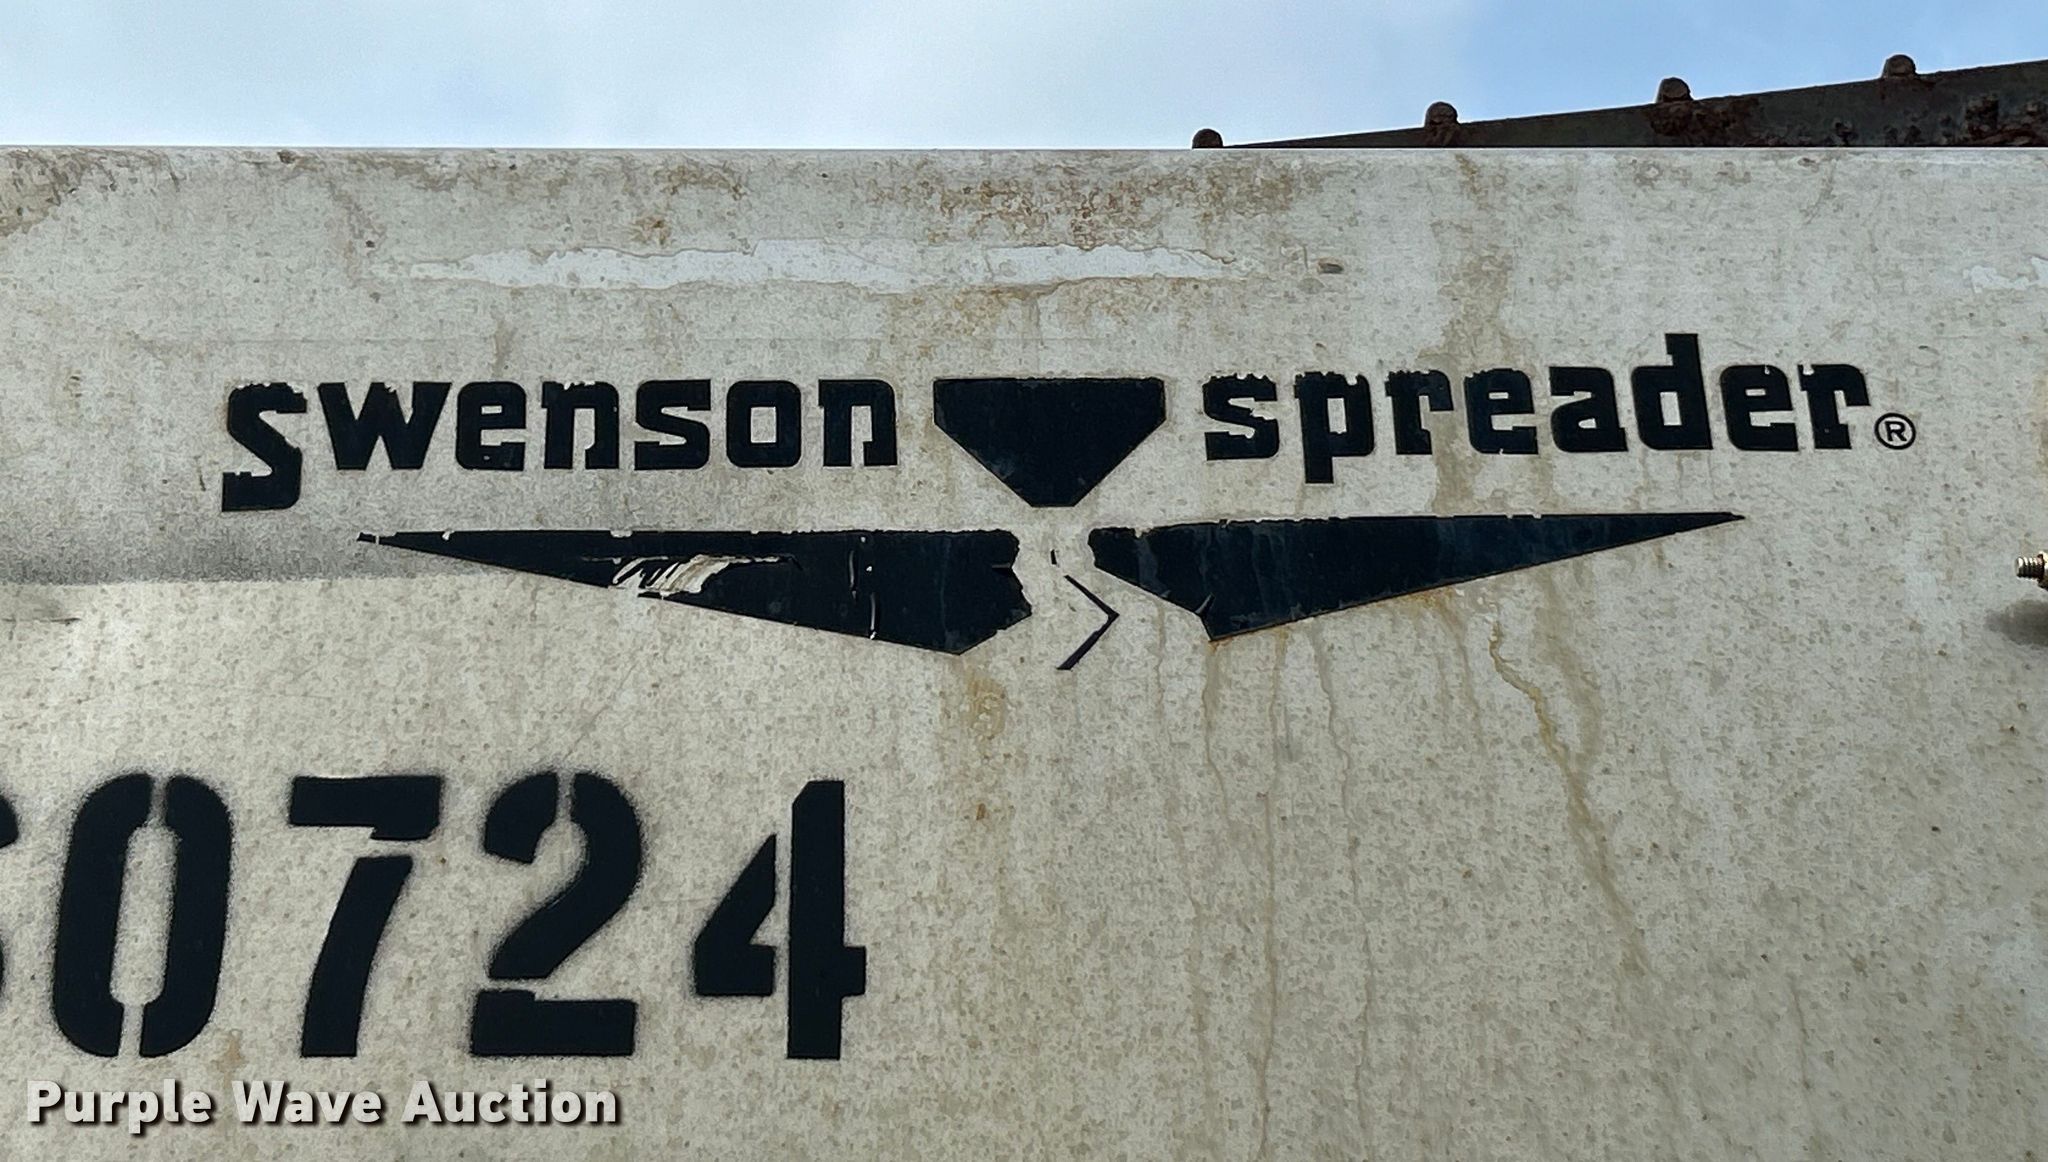 swenson spreader®
0724
Purple Wave Auction